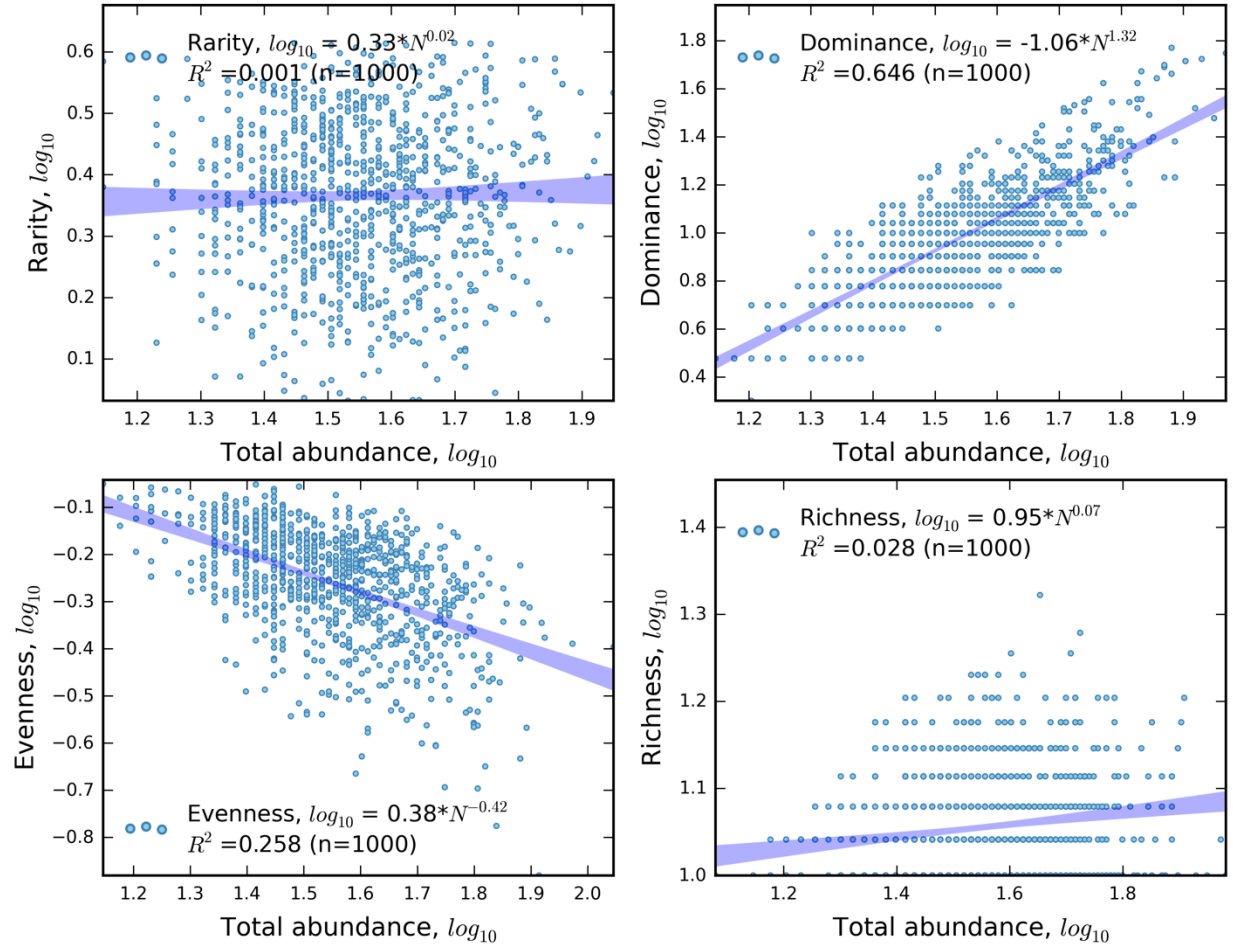 Rarity, log10 = 0.33*N^0.02
R² =0.001 (n=1000)
0.6
0.5
0.4
0.3
0.2
0.1
Rarity, log10
1.2 1.3 1.4 1.5 1.6 1.7 1.8 1.9
Total abundance, log10
Dominance, log10 = -1.06*N^1.32
R² =0.646 (n=1000)
1.8
1.6
1.4
1.2
1.0
0.8
0.6
0.4
Dominance, log10
1.2 1.3 1.4 1.5 1.6 1.7 1.8 1.9
Total abundance, log10
−0.1
−0.2
−0.3
−0.4
−0.5
−0.6
−0.7
−0.8
Evenness, log10
Evenness, log10 = 0.38*N^−0.42
R² =0.258 (n=1000)
1.2 1.3 1.4 1.5 1.6 1.7 1.8 1.9 2.0
Total abundance, log10
Richness, log10 = 0.95*N^0.07
R² =0.028 (n=1000)
1.4
1.3
1.2
1.1
1.0
Richness, log10
1.2 1.4 1.6 1.8
Total abundance, log10